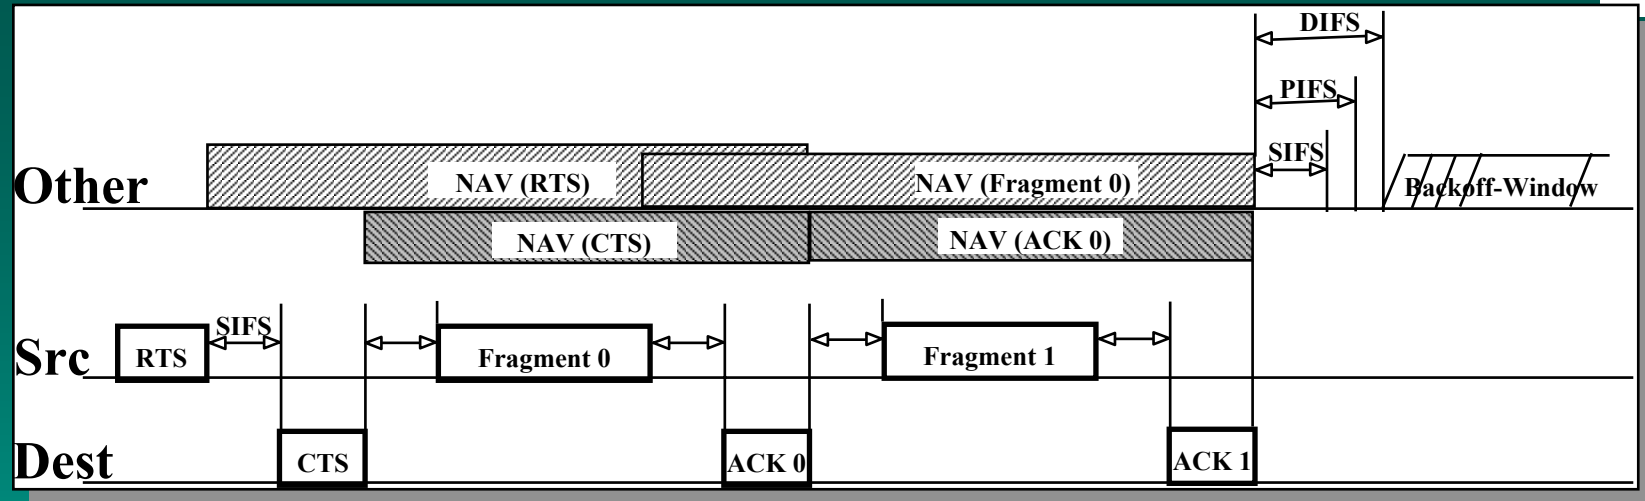 DIFS
PIFS
SIFS
Other
NAV (RTS)
NAV (Fragment 0)
Backoff-Window
NAV (CTS)
NAV (ACK 0)
Src
RTS
SIFS
Fragment 0
Fragment 1
Dest
CTS
ACK 0
ACK 1